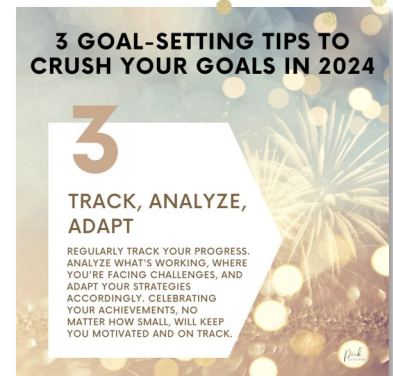 3 GOAL-SETTING TIPS TO
CRUSH YOUR GOALS IN 2024
3
TRACK, ANALYZE,
ADAPT
REGULARLY TRACK YOUR PROGRESS.
ANALYZE WHAT'S WORKING, WHERE
YOU'RE FACING CHALLENGES, AND
ADAPT YOUR STRATEGIES
ACCORDINGLY. CELEBRATING
YOUR ACHIEVEMENTS, NO
MATTER HOW SMALL, WILL KEEP
YOU MOTIVATED AND ON TRACK.
Pink